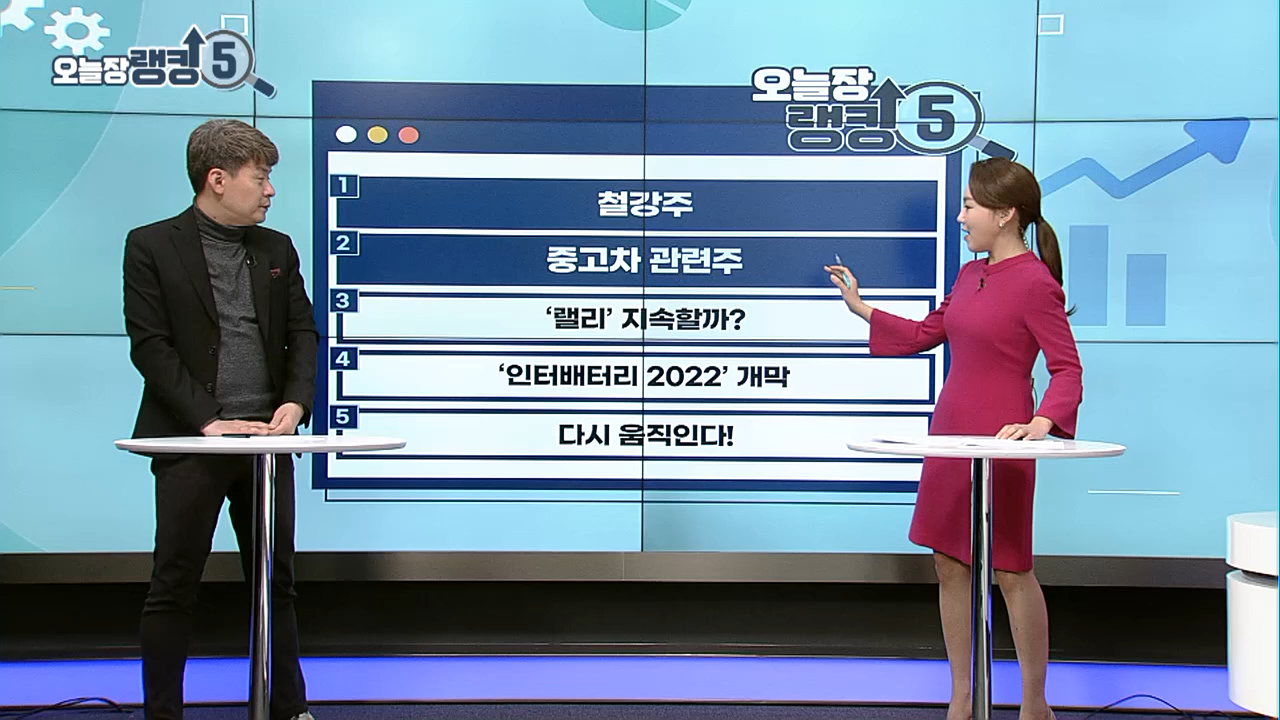 오늘장 랭킹 5
오늘장
랭킹 5
1
철강주
2
중고차 관련주
3
‘랠리’ 지속할까?
4
‘인터배터리 2022’ 개막
5
다시 움직인다!